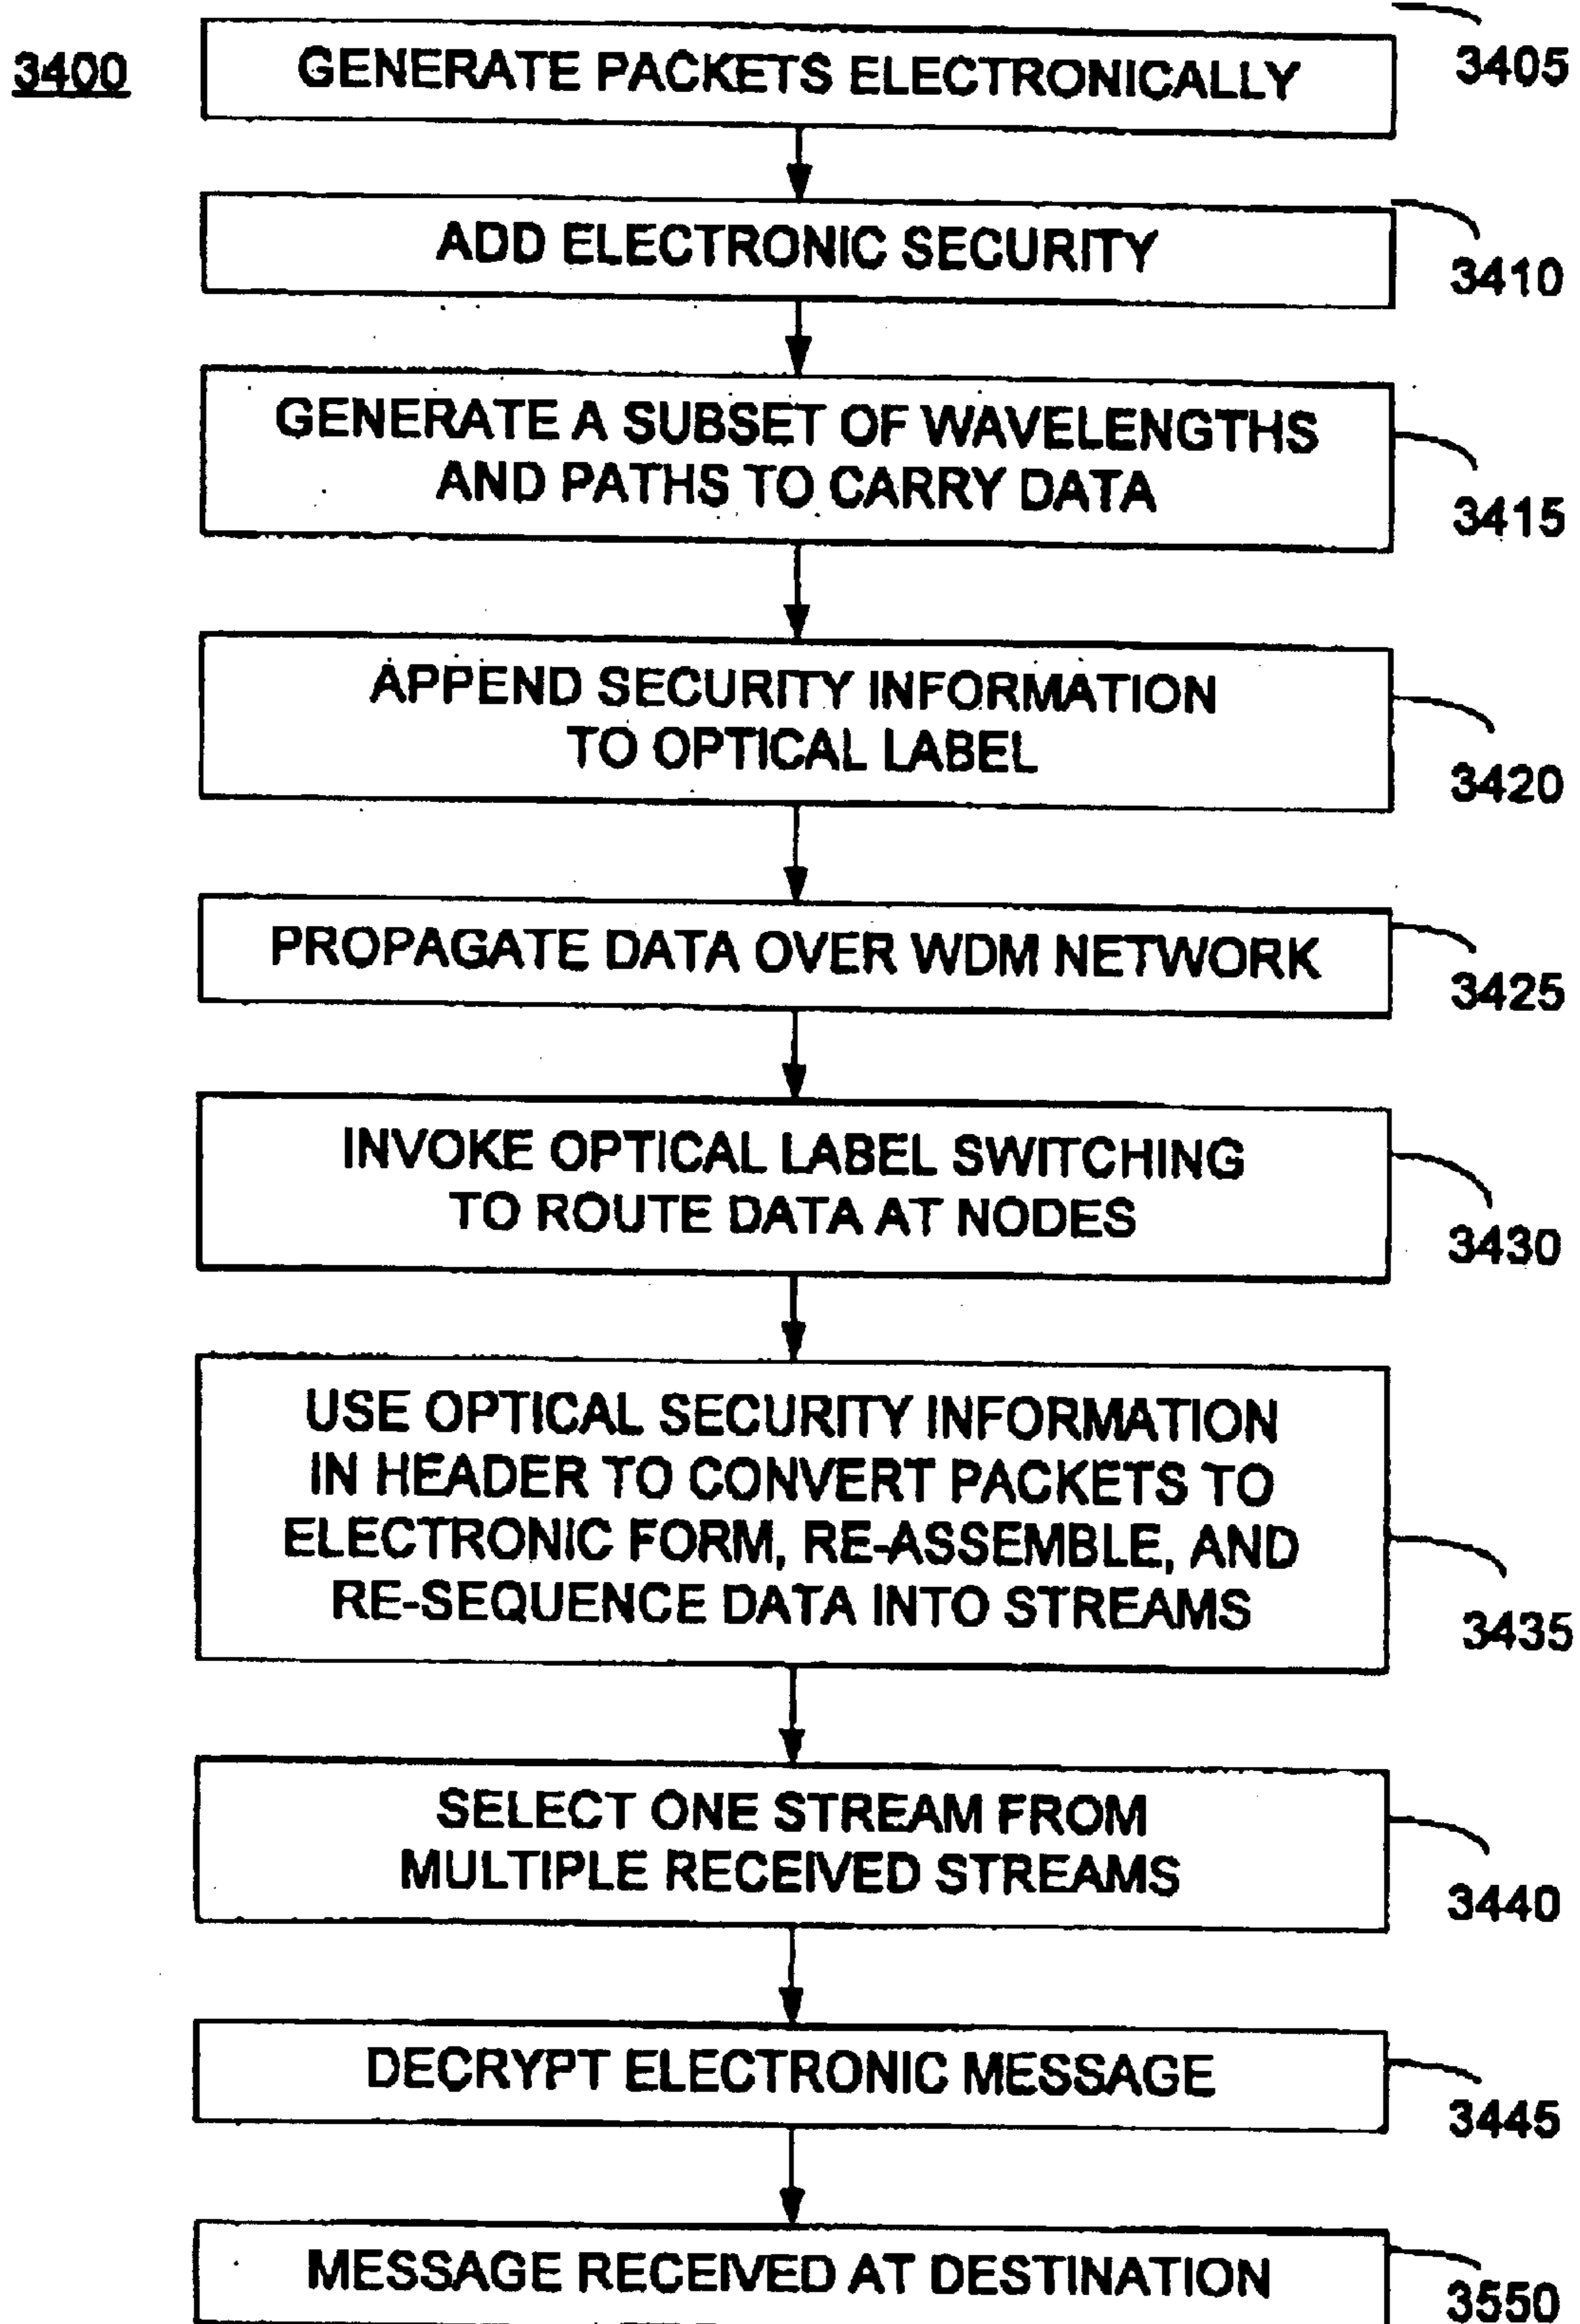 3400
GENERATE PACKETS ELECTRONICALLY
3405
ADD ELECTRONIC SECURITY
3410
GENERATE A SUBSET OF WAVELENGTHS
AND PATHS TO CARRY DATA
3415
APPEND SECURITY INFORMATION
TO OPTICAL LABEL
3420
PROPAGATE DATA OVER WDM NETWORK
3425
INVOKE OPTICAL LABEL SWITCHING
TO ROUTE DATA AT NODES
3430
USE OPTICAL SECURITY INFORMATION
IN HEADER TO CONVERT PACKETS TO
ELECTRONIC FORM, RE-ASSEMBLE, AND
RE-SEQUENCE DATA INTO STREAMS
3435
SELECT ONE STREAM FROM
MULTIPLE RECEIVED STREAMS
3440
DECRYPT ELECTRONIC MESSAGE
3445
MESSAGE RECEIVED AT DESTINATION
3550